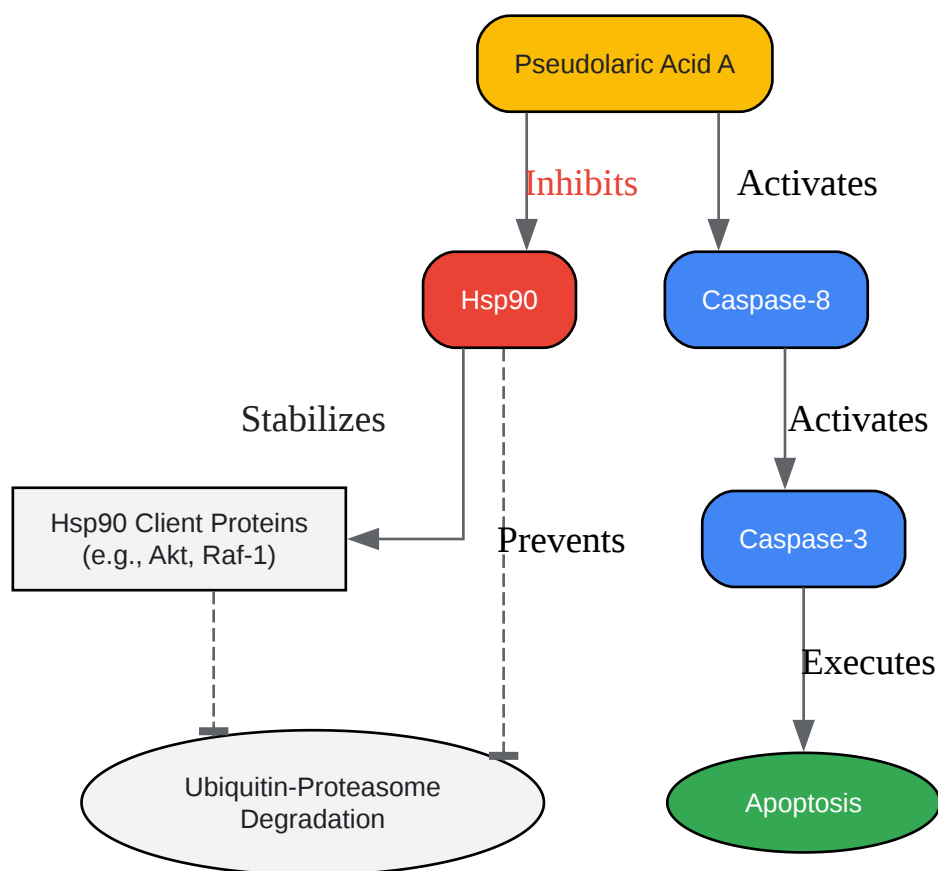 Pseudolaric Acid A
Inhibits
Activates
Hsp90
Caspase-8
Stabilizes
Activates
Hsp90 Client Proteins
(e.g., Akt, Raf-1)
Prevents
Caspase-3
Executes
Ubiquitin-Proteasome
Degradation
Apoptosis